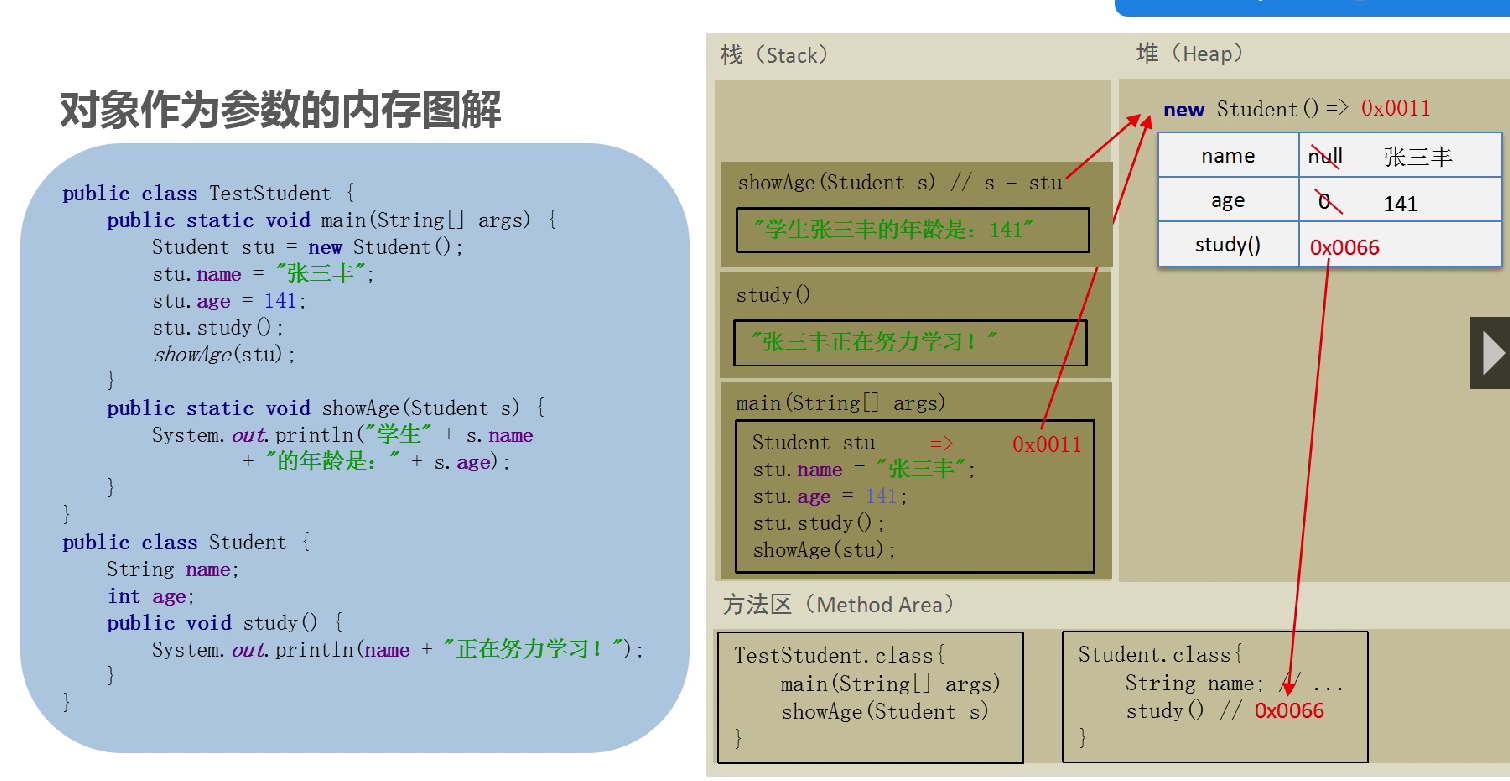 对象作为参数的内存图解
public class TestStudent {
public static void main(String[] args) {
Student stu = new Student();
stu.name = "张三丰";
stu.age = 141;
stu.study();
showAge(stu);
}
public static void showAge(Student s) {
System.out.println("学生" + s.name
+ "的年龄是：" + s.age);
}
}
public class Student {
String name;
int age;
public void study() {
System.out.println(name + "正在努力学习！");
}
}
栈（Stack）
showAge(Student s) // s = stu
"学生张三丰的年龄是：141"
study()
"张三丰正在努力学习！"
main(String[] args)
Student stu => 0x0011
stu.name = "张三丰";
stu.age = 141;
stu.study();
showAge(stu);
堆（Heap）
new Student() => 0x0011
name null 张三丰
age 0 141
study() 0x0066
方法区（Method Area）
TestStudent.class{
main(String[] args)
showAge(Student s)
}
Student.class{
String name; // ...
study() // 0x0066
}